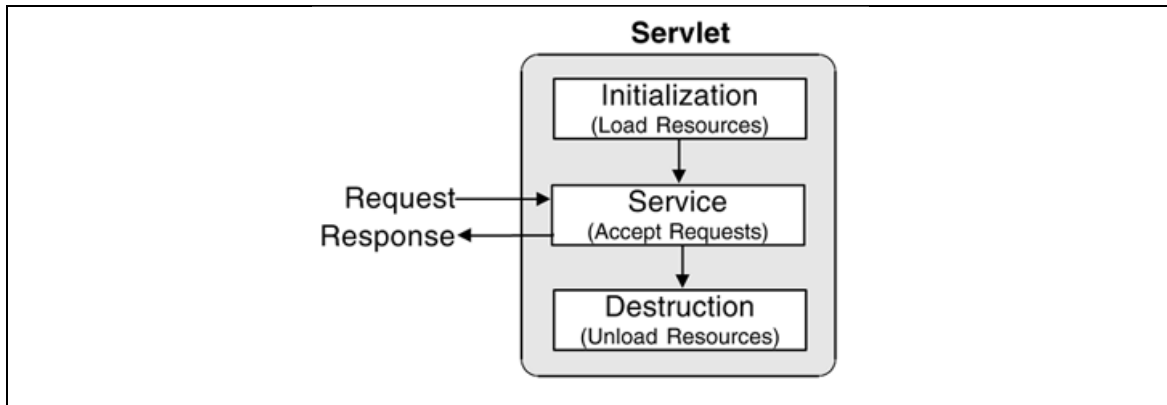 Servlet
Initialization
(Load Resources)
Request
Response
Service
(Accept Requests)
Destruction
(Unload Resources)